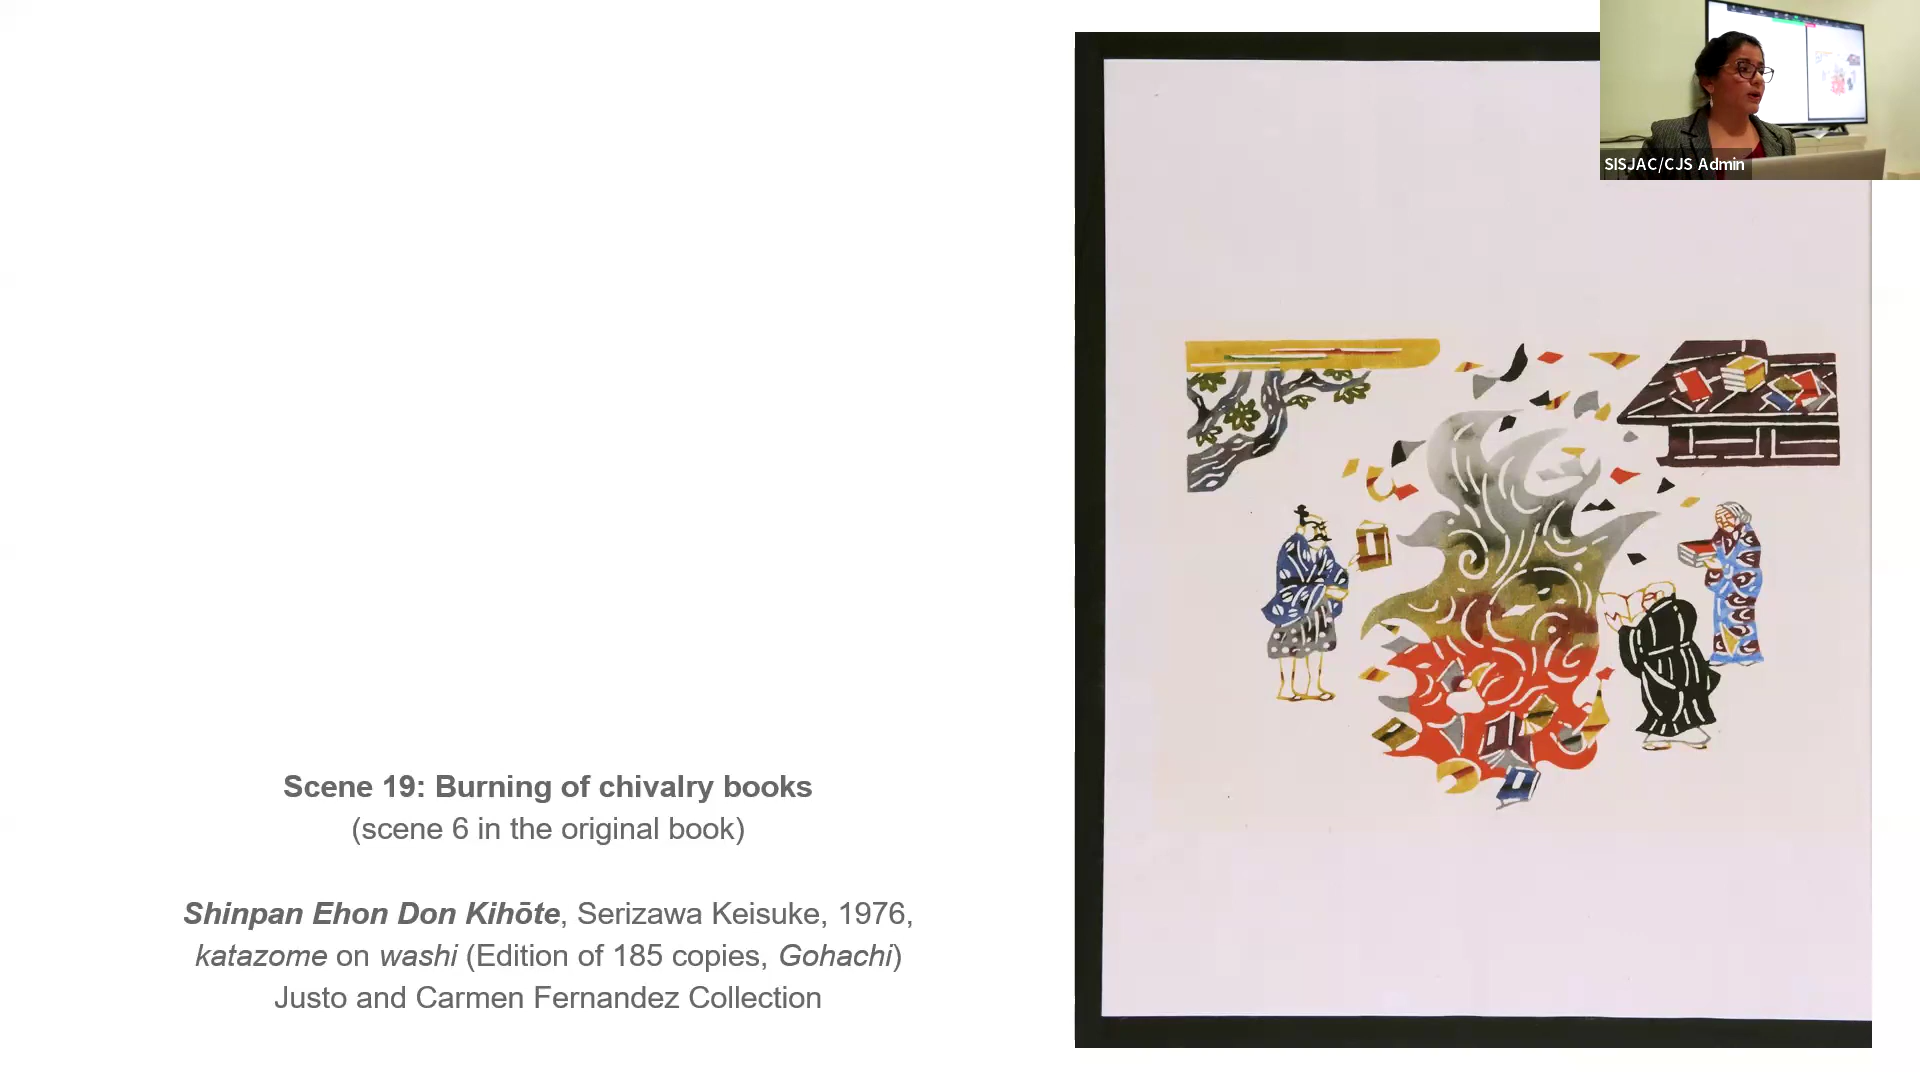 SISJAC/CJS Admin
Scene 19: Burning of chivalry books
(scene 6 in the original book)
Shinpan Ehon Don Kihōte, Serizawa Keisuke, 1976,
katazome on washi (Edition of 185 copies, Gohachi)
Justo and Carmen Fernandez Collection